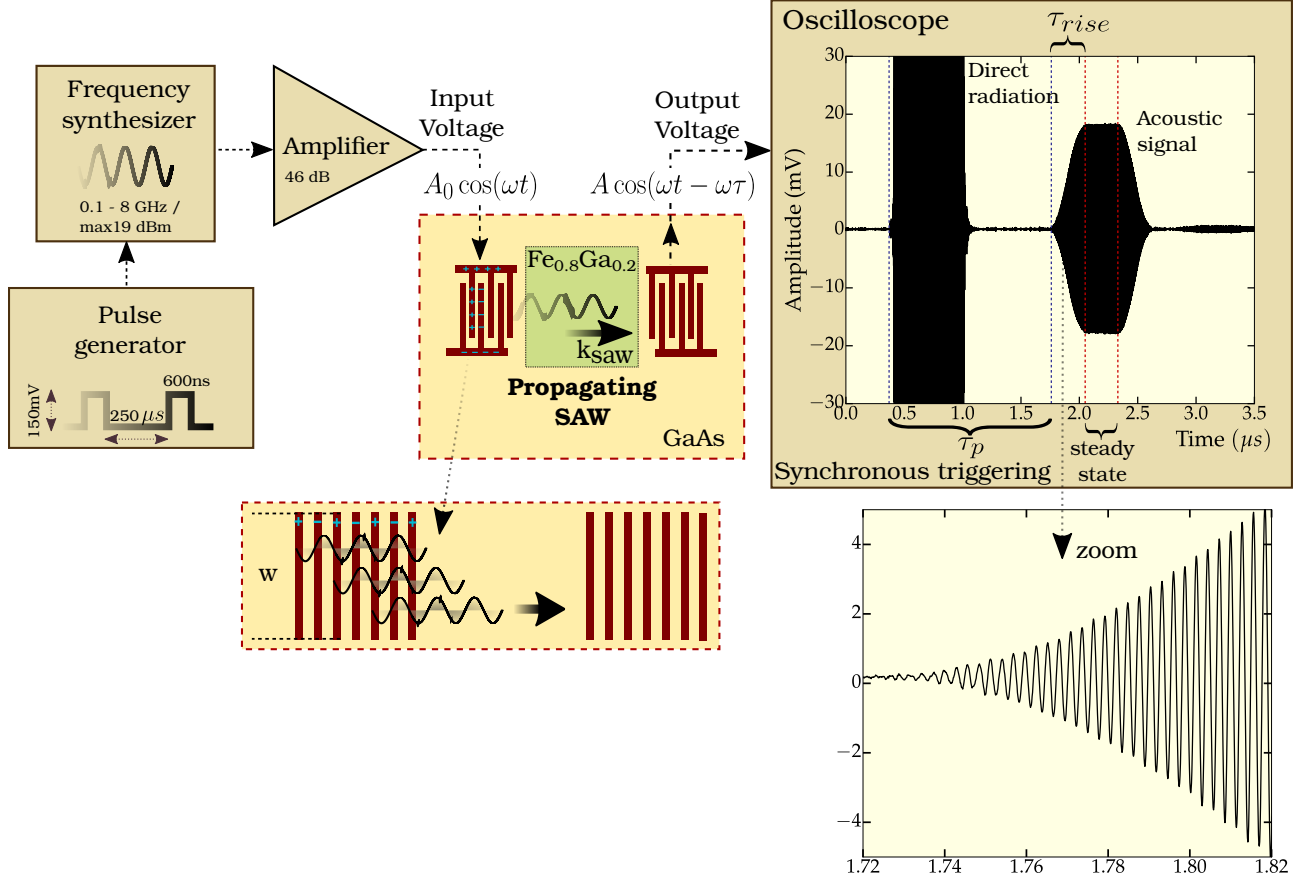 Frequency
synthesizer
0.1 - 8 GHz /
max19 dBm
Pulse
generator
150mV
600ns
250 μs
Amplifier
46 dB
Input
Voltage
A₀ cos(ωt)
Output
Voltage
A cos(ωt − ωτ)
+ + + +
Fe₀.₈Ga₀.₂
k_SAW
Propagating
SAW
GaAs
w
+ − + − + − +
Oscilloscope
τ_rise
Direct
radiation
Acoustic
signal
Amplitude (mV)
30
20
10
0
−10
−20
−30
0.0 0.5 1.0 1.5 2.0 2.5 3.0 3.5
Time (μs)
τ_p
steady
state
Synchronous triggering
zoom
4
2
0
−2
−4
1.72 1.74 1.76 1.78 1.80 1.82